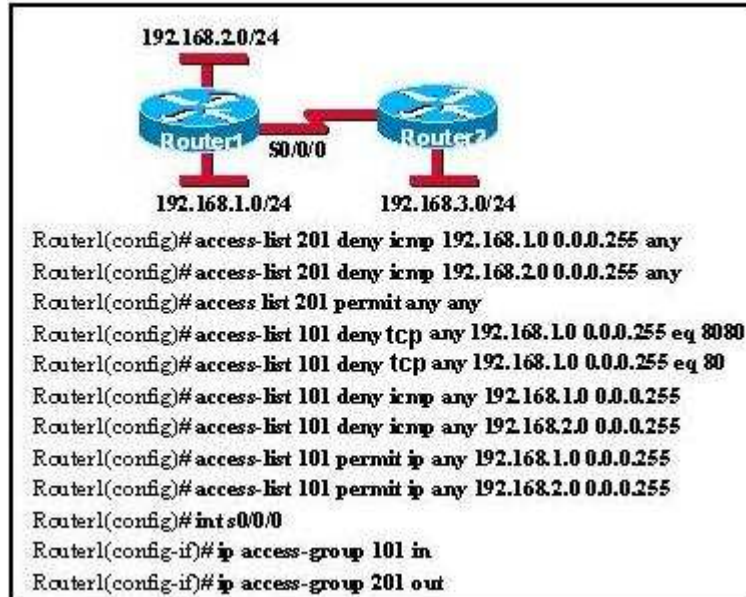 192.168.2.0/24
Router1
Router2
S0/0/0
192.168.1.0/24
192.168.3.0/24
Router1(config)# access-list 201 deny icmp 192.168.1.0 0.0.0.255 any
Router1(config)# access-list 201 deny icmp 192.168.2.0 0.0.0.255 any
Router1(config)# access list 201 permit any any
Router1(config)# access-list 101 deny tcp any 192.168.1.0 0.0.0.255 eq 8080
Router1(config)# access-list 101 deny tcp any 192.168.1.0 0.0.0.255 eq 80
Router1(config)# access-list 101 deny icmp any 192.168.1.0 0.0.0.255
Router1(config)# access-list 101 deny icmp any 192.168.2.0 0.0.0.255
Router1(config)# access-list 101 permit ip any 192.168.1.0 0.0.0.255
Router1(config)# access-list 101 permit ip any 192.168.2.0 0.0.0.255
Router1(config)# int s0/0/0
Router1(config-if)# ip access-group 101 in
Router1(config-if)# ip access-group 201 out